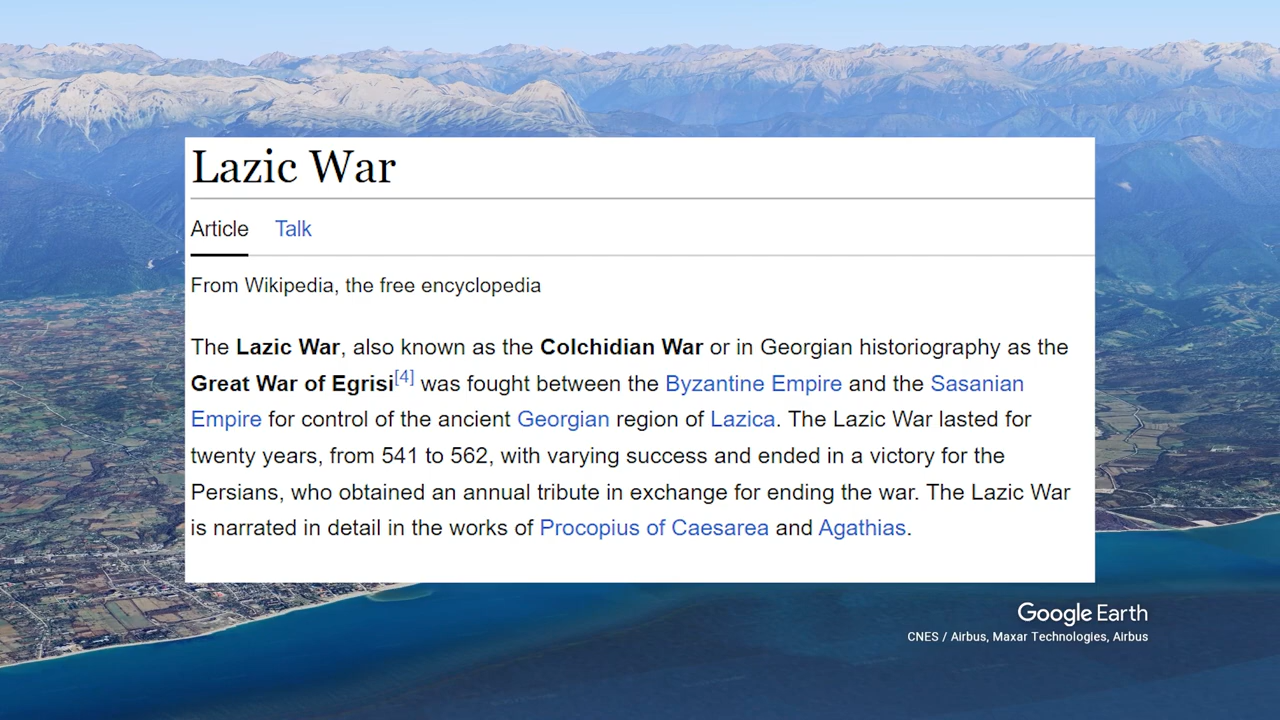 Lazic War
Article Talk
From Wikipedia, the free encyclopedia
The Lazic War, also known as the Colchidian War or in Georgian historiography as the
Great War of Egrisi[4] was fought between the Byzantine Empire and the Sasanian
Empire for control of the ancient Georgian region of Lazica. The Lazic War lasted for
twenty years, from 541 to 562, with varying success and ended in a victory for the
Persians, who obtained an annual tribute in exchange for ending the war. The Lazic War
is narrated in detail in the works of Procopius of Caesarea and Agathias.
Google Earth
CNES / Airbus, Maxar Technologies, Airbus